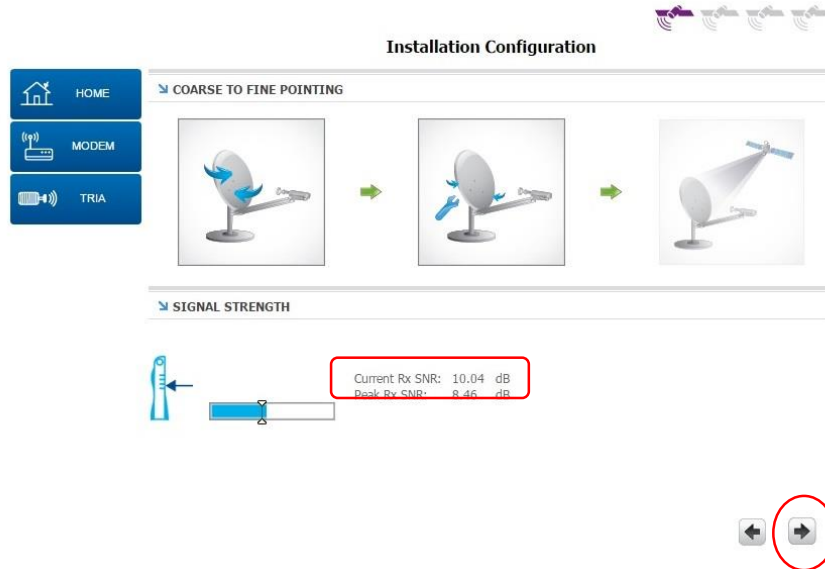 Installation Configuration
HOME
MODEM
TRIA
COARSE TO FINE POINTING
SIGNAL STRENGTH
Current Rx SNR: 10.04 dB
Peak Rx SNR: 8.46 dB